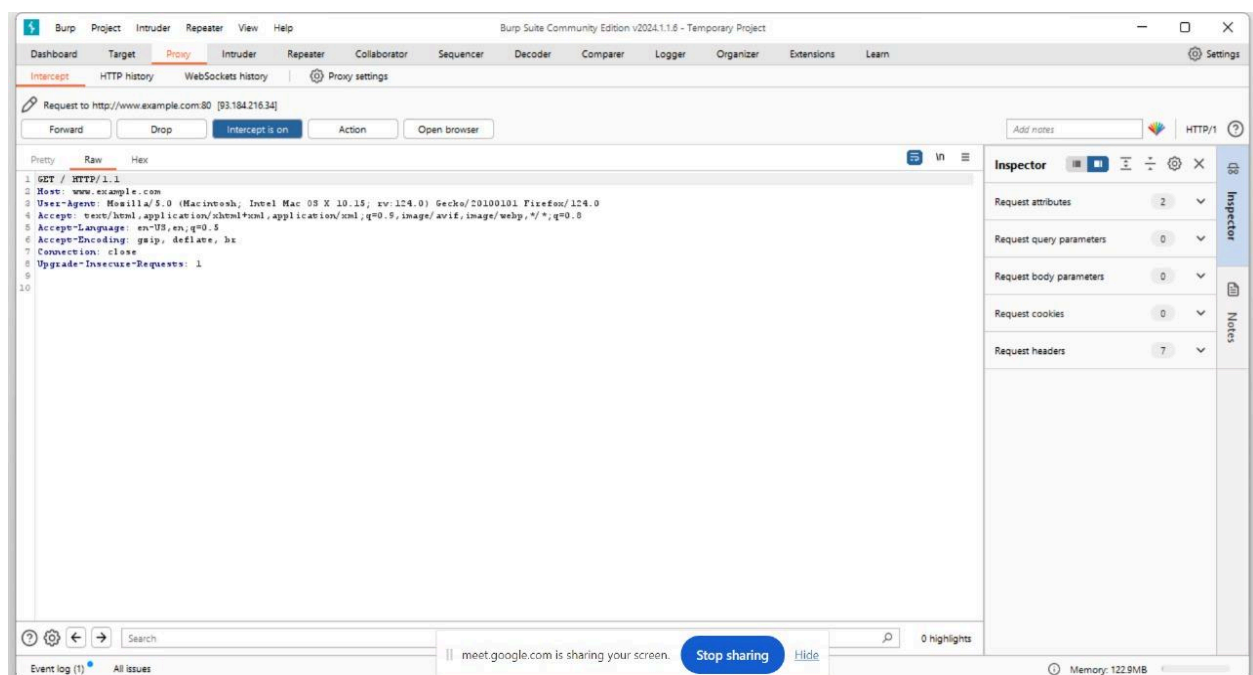 Burp Project Intruder Repeater View Help Burp Suite Community Edition v2024.1.1.6 - Temporary Project
Dashboard Target Proxy Intruder Repeater Collaborator Sequencer Decoder Comparer Logger Organizer Extensions Learn Settings
Intercept HTTP history WebSockets history Proxy settings
Request to http://www.example.com:80 [93.184.216.34]
Forward Drop Intercept is on Action Open browser Add notes HTTP/1 ?
Pretty Raw Hex \n
1 GET / HTTP/1.1
2 Host: www.example.com
3 User-Agent: Mozilla/5.0 (Macintosh; Intel Mac OS X 10.15; rv:124.0) Gecko/20100101 Firefox/124.0
4 Accept: text/html,application/xhtml+xml,application/xml;q=0.9,image/avif,image/webp,*/*;q=0.8
5 Accept-Language: en-US,en;q=0.5
6 Accept-Encoding: gzip, deflate, br
7 Connection: close
8 Upgrade-Insecure-Requests: 1
9
10
Inspector
Request attributes 2
Request query parameters 0
Request body parameters 0
Request cookies 0
Request headers 7
Inspector
Notes
? Search 0 highlights
meet.google.com is sharing your screen. Stop sharing Hide
Event log (1) All issues Memory: 122.9MB